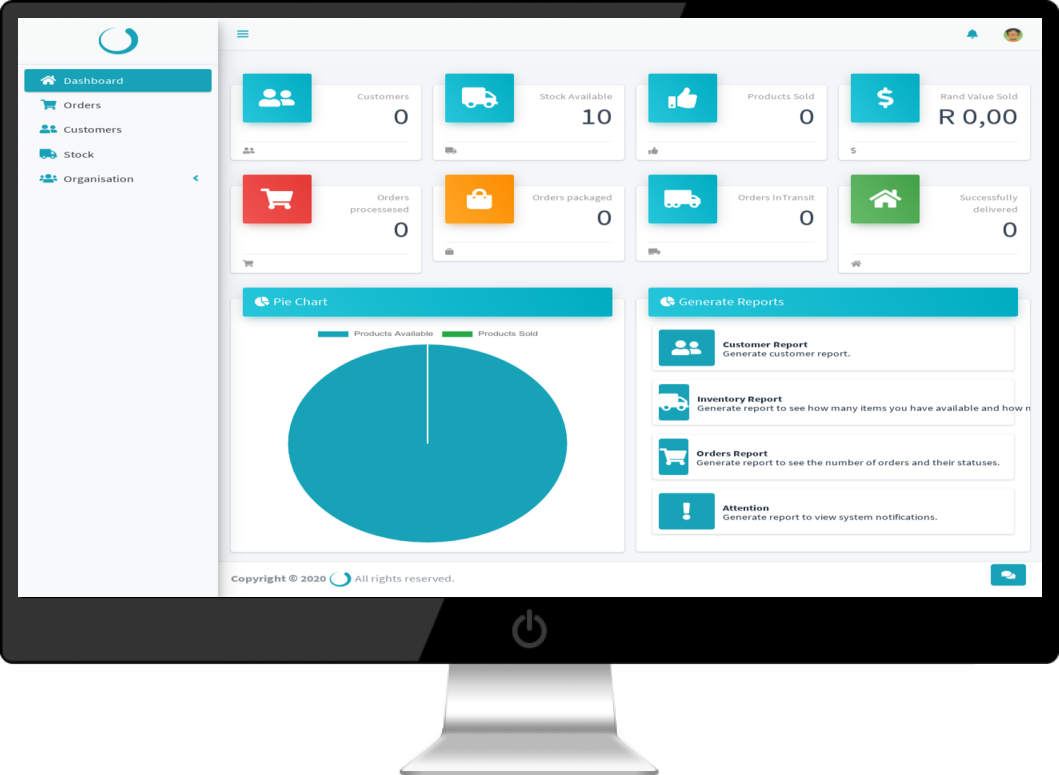 Dashboard
Orders
Customers
Stock
Organisation
Customers
0
Stock Available
10
Products Sold
0
Rand Value Sold
R 0,00
Orders
processesed
0
Orders packaged
0
Orders InTransit
0
Successfully
delivered
0
Pie Chart
Products Available
Products Sold
Generate Reports
Customer Report
Generate customer report.
Inventory Report
Generate report to see how many items you have available and how
Orders Report
Generate report to see the number of orders and their statuses.
Attention
Generate report to view system notifications.
Copyright © 2020 All rights reserved.